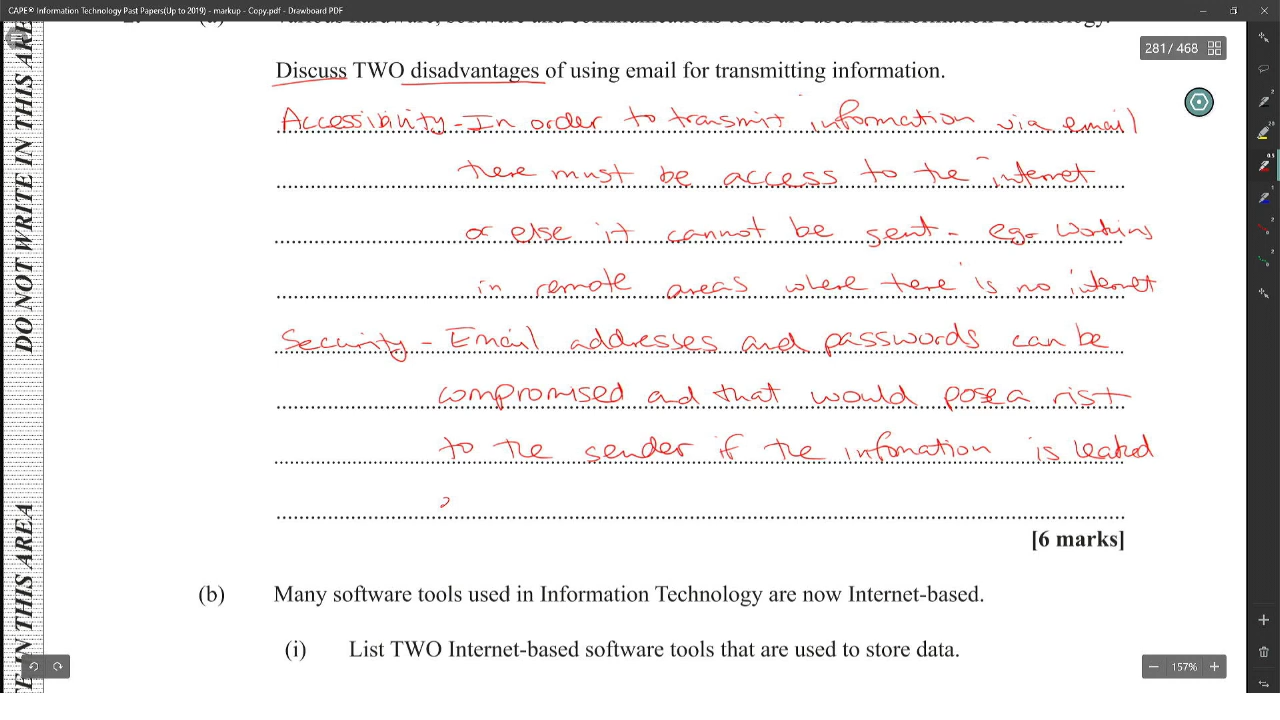 CAPE® Information Technology Past Papers(Up to 2019) - markup - Copy.pdf - Drawboard PDF
281 / 468
Discuss TWO disadvantages of using email for transmitting information.
Accessibility - In order to transmit information via email
there must be access to the internet
or else it cannot be sent - eg. working
in remote areas where there is no internet
Security - Email addresses and passwords can be
compromised and that would pose a risk
to the sender if the information is leaked
[6 marks]
(b) Many software tools used in Information Technology are now Internet-based.
(i) List TWO Internet-based software tools that are used to store data.
157%
DO NOT WRITE IN THIS ARE
E IN THIS AREA